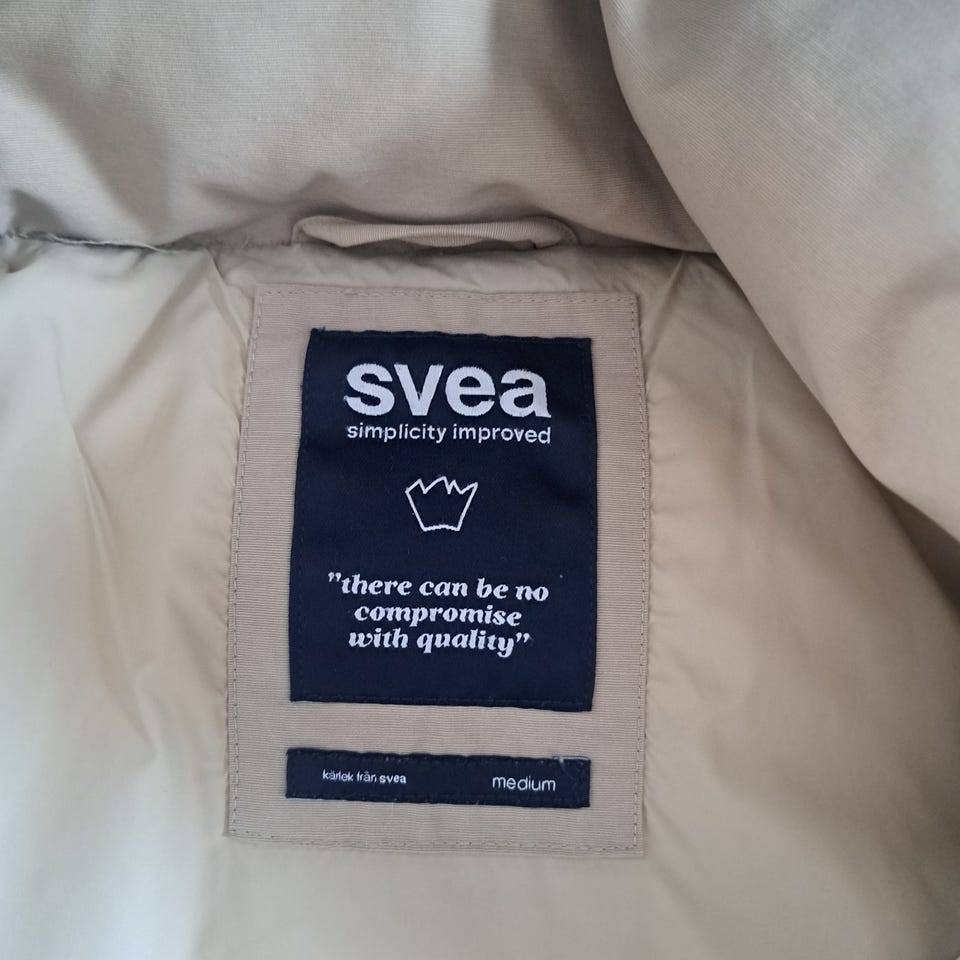 svea
simplicity improved
”there can be no
compromise
with quality”
kärlek från svea
medium